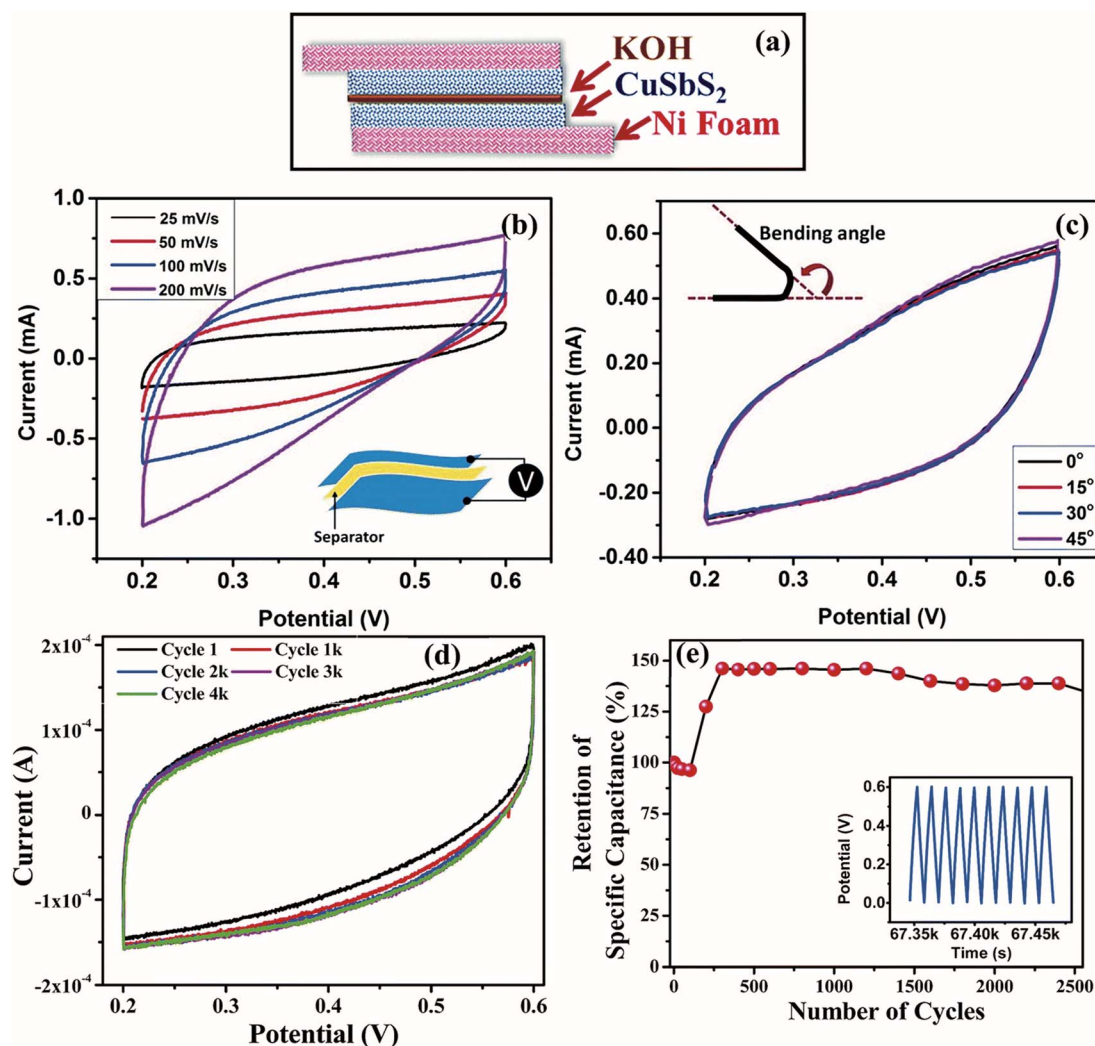 (a)
KOH
CuSbS₂
Ni Foam
(b)
25 mV/s
50 mV/s
100 mV/s
200 mV/s
1.0
0.5
0.0
-0.5
-1.0
Current (mA)
0.2 0.3 0.4 0.5 0.6
Potential (V)
Separator
V
(c)
Bending angle
0.60
0.40
0.20
0.00
-0.20
-0.40
Current (mA)
0°
15°
30°
45°
0.2 0.3 0.4 0.5 0.6
Potential (V)
(d)
Cycle 1 Cycle 1k
Cycle 2k Cycle 3k
Cycle 4k
2x10⁻⁴
1x10⁻⁴
0
-1x10⁻⁴
-2x10⁻⁴
Current (A)
0.2 0.3 0.4 0.5 0.6
Potential (V)
(e)
150
125
100
75
50
25
0
Retention of
Specific Capacitance (%)
0 500 1000 1500 2000 2500
Number of Cycles
0.6
0.4
0.2
0.0
Potential (V)
67.35k 67.40k 67.45k
Time (s)